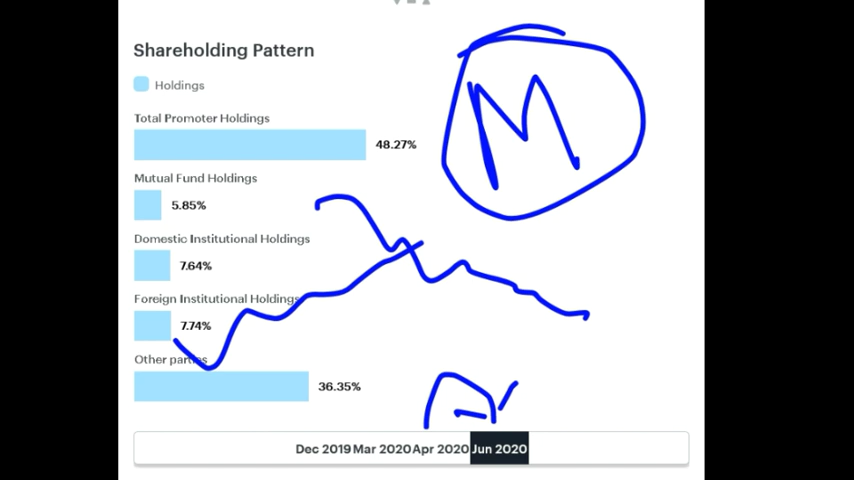 Shareholding Pattern
Holdings
Total Promoter Holdings
48.27%
Mutual Fund Holdings
5.85%
Domestic Institutional Holdings
7.64%
Foreign Institutional Holdings
7.74%
Other parties
36.35%
M
Dec 2019 Mar 2020 Apr 2020 Jun 2020